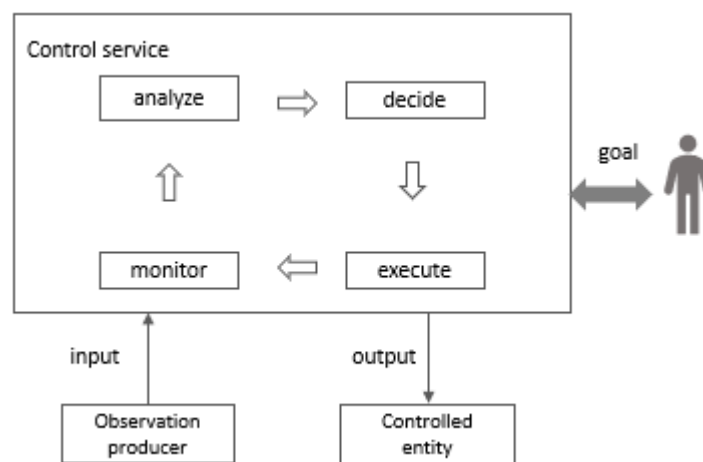 Control service
analyze
decide
goal
monitor
execute
input
output
Observation
producer
Controlled
entity